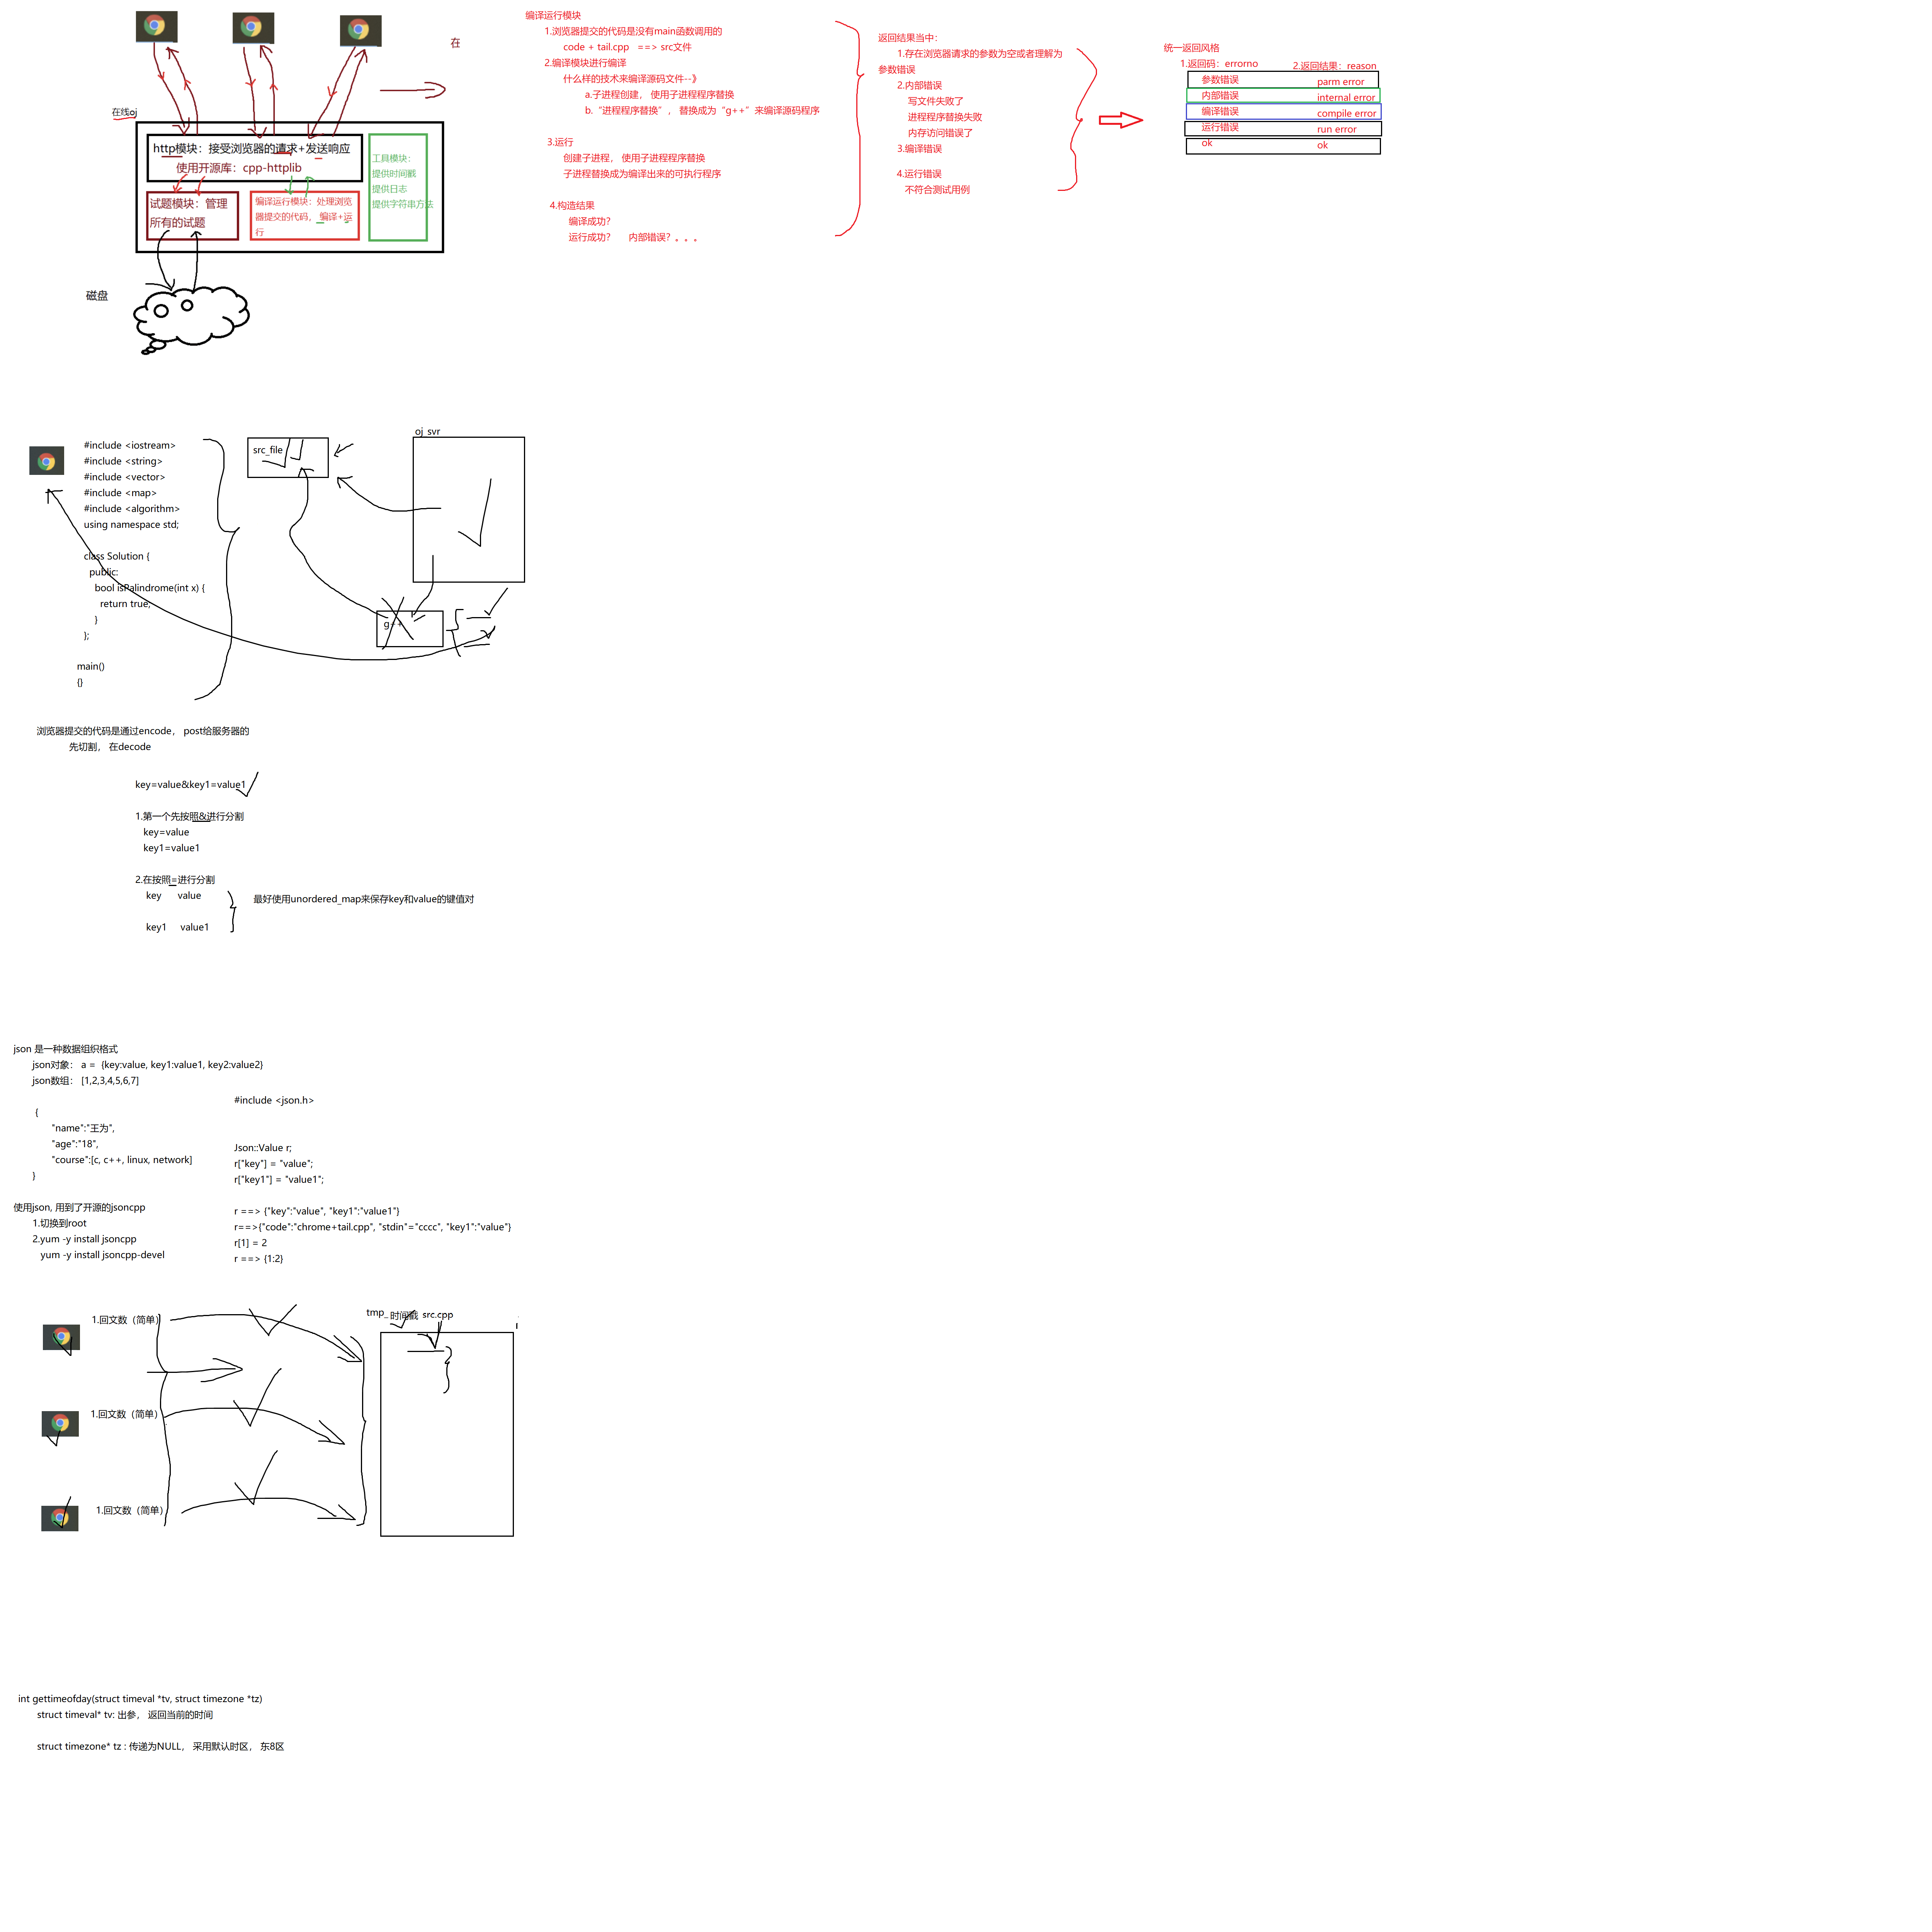 在线oj
http模块：接受浏览器的请求+发送响应
使用开源库：cpp-httplib
试题模块：管理
所有的试题
编译运行模块：处理浏览
器提交的代码， 编译+运
行
工具模块：
提供时间戳
提供日志
提供字符串方法
磁盘
在
编译运行模块
1.浏览器提交的代码是没有main函数调用的
code + tail.cpp ==> src文件
2.编译模块进行编译
什么样的技术来编译源码文件--》
a.子进程创建， 使用子进程程序替换
b.“进程程序替换”， 替换成为“g++”来编译源码程序
3.运行
创建子进程， 使用子进程程序替换
子进程替换成为编译出来的可执行程序
4.构造结果
编译成功？
运行成功？ 内部错误？。。。
返回结果当中：
1.存在浏览器请求的参数为空或者理解为
参数错误
2.内部错误
写文件失败了
进程程序替换失败
内存访问错误了
3.编译错误
4.运行错误
不符合测试用例
统一返回风格
1.返回码：errorno 2.返回结果：reason
参数错误 parm error
内部错误 internal error
编译错误 compile error
运行错误 run error
ok ok
#include <iostream>
#include <string>
#include <vector>
#include <map>
#include <algorithm>
using namespace std;
class Solution {
public:
bool isPalindrome(int x) {
return true;
}
};
main()
{}
src_file
oj_svr
g++
浏览器提交的代码是通过encode， post给服务器的
先切割， 在decode
key=value&key1=value1
1.第一个先按照&进行分割
key=value
key1=value1
2.在按照=进行分割
key value
key1 value1
最好使用unordered_map来保存key和value的键值对
json 是一种数据组织格式
json对象： a = {key:value, key1:value1, key2:value2}
json数组： [1,2,3,4,5,6,7]
{
"name":"王为",
"age":"18",
"course":[c, c++, linux, network]
}
使用json, 用到了开源的jsoncpp
1.切换到root
2.yum -y install jsoncpp
yum -y install jsoncpp-devel
#include <json.h>
Json::Value r;
r["key"] = "value";
r["key1"] = "value1";
r ==> {"key":"value", "key1":"value1"}
r==>{"code":"chrome+tail.cpp", "stdin"="cccc", "key1":"value"}
r[1] = 2
r ==> {1:2}
1.回文数（简单）
1.回文数（简单）
1.回文数（简单）
tmp_时间戳_src.cpp
int gettimeofday(struct timeval *tv, struct timezone *tz)
struct timeval* tv: 出参， 返回当前的时间
struct timezone* tz : 传递为NULL， 采用默认时区， 东8区